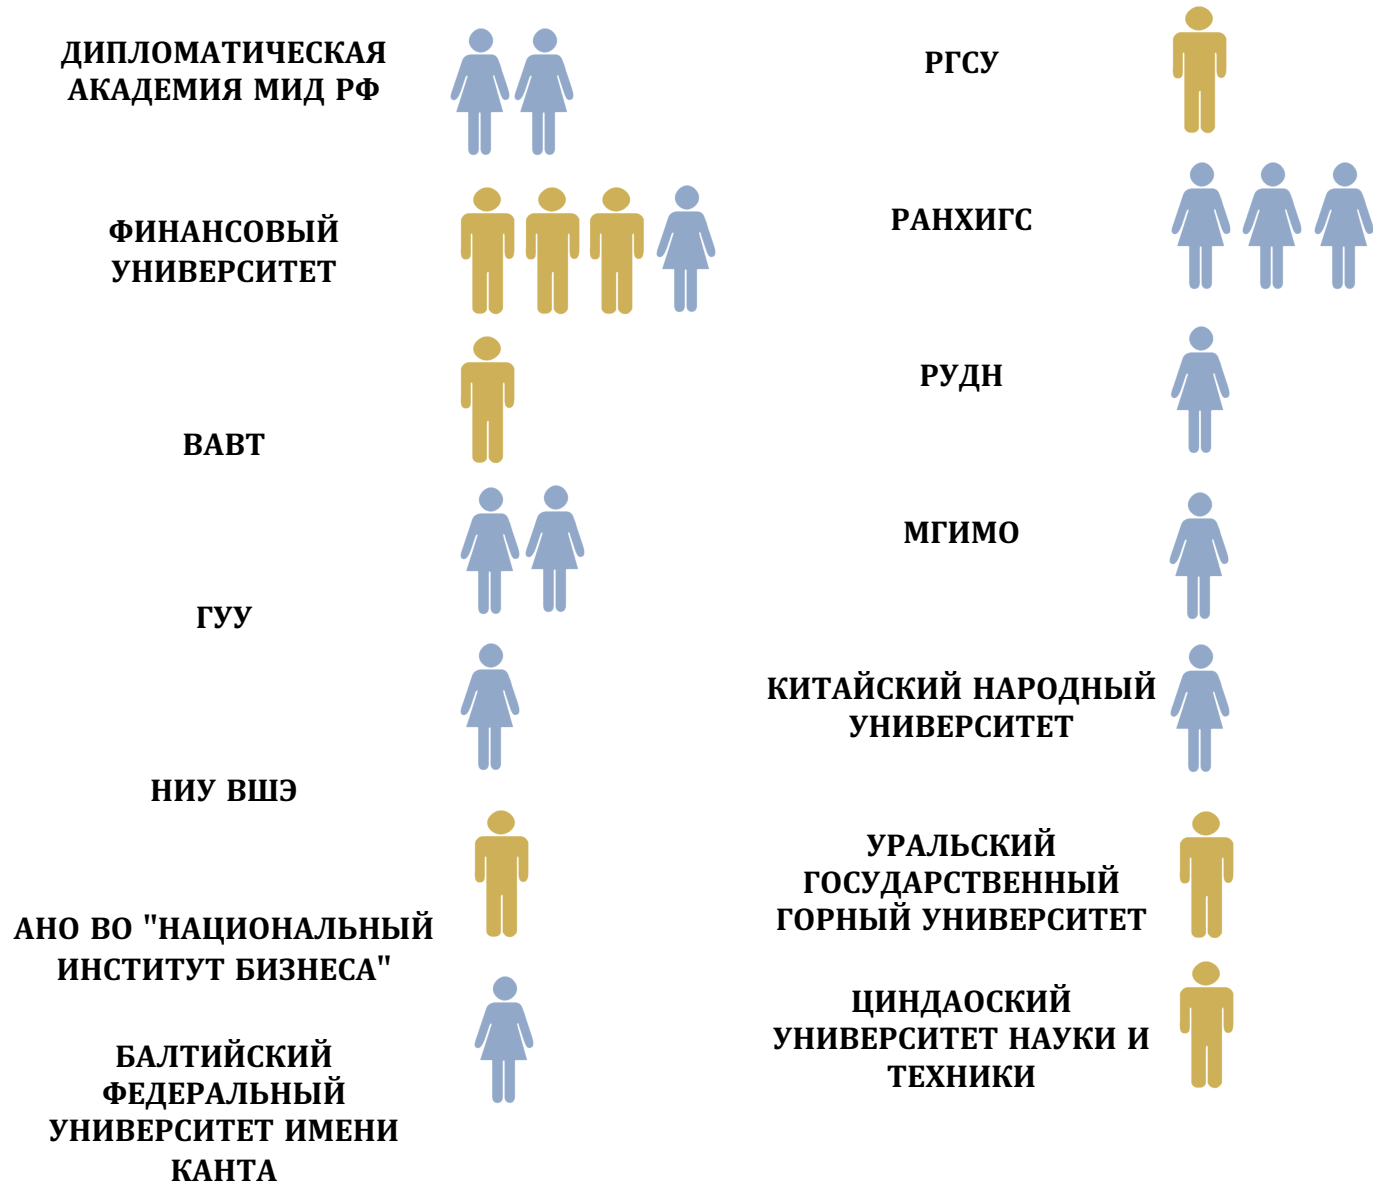 ДИПЛОМАТИЧЕСКАЯ
АКАДЕМИЯ МИД РФ
ФИНАНСОВЫЙ
УНИВЕРСИТЕТ
ВАВТ
ГУУ
НИУ ВШЭ
АНО ВО "НАЦИОНАЛЬНЫЙ
ИНСТИТУТ БИЗНЕСА"
БАЛТИЙСКИЙ
ФЕДЕРАЛЬНЫЙ
УНИВЕРСИТЕТ ИМЕНИ
КАНТА
РГСУ
РАНХИГС
РУДН
МГИМО
КИТАЙСКИЙ НАРОДНЫЙ
УНИВЕРСИТЕТ
УРАЛЬСКИЙ
ГОСУДАРСТВЕННЫЙ
ГОРНЫЙ УНИВЕРСИТЕТ
ЦИНДАОСКИЙ
УНИВЕРСИТЕТ НАУКИ И
ТЕХНИКИ